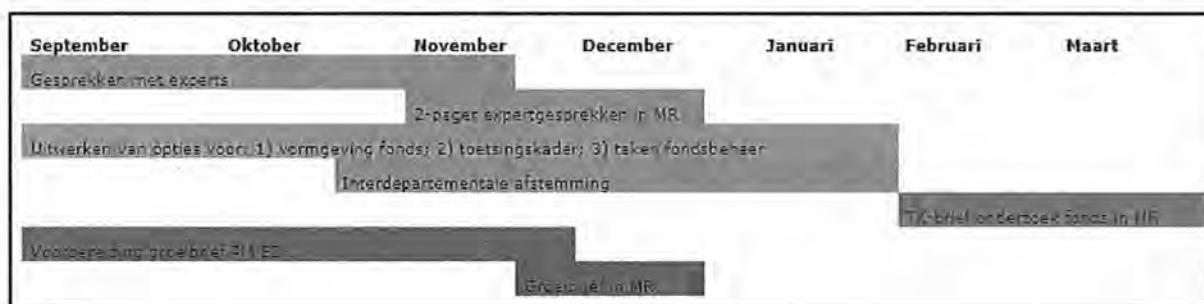 September Oktober November December Januari Februari Maart
Gesprekken met experts
2-pager expertgesprekken in MR
Uitwerken van opties voor: 1) vormgeving fonds; 2) toetsingskader; 3) taken fondsbeheer
Interdepartementale afstemming
TK-brief onderzoek fonds in MR
Voorbereiding groeibrief
Groeibrief in MR